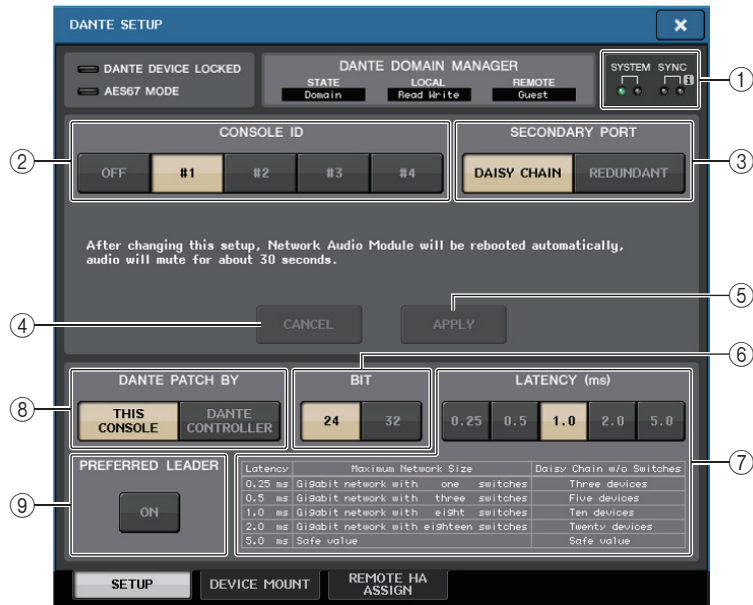 DANTE SETUP
×
DANTE DEVICE LOCKED
AES67 MODE
DANTE DOMAIN MANAGER
STATE LOCAL REMOTE
Domain Read Write Guest
SYSTEM SYNC
i
①
CONSOLE ID
OFF #1 #2 #3 #4
②
SECONDARY PORT
DAISY CHAIN REDUNDANT
③
After changing this setup, Network Audio Module will be rebooted automatically,
audio will mute for about 30 seconds.
④
CANCEL
APPLY
⑤
⑥
⑧
DANTE PATCH BY
THIS
CONSOLE
DANTE
CONTROLLER
BIT
24 32
LATENCY (ms)
0.25 0.5 1.0 2.0 5.0
⑦
⑨
PREFERRED LEADER
ON
Latency Maximum Network Size Daisy Chain w/o Switches
0.25 ms Gigabit network with one switches Three devices
0.5 ms Gigabit network with three switches Five devices
1.0 ms Gigabit network with eight switches Ten devices
2.0 ms Gigabit network with eighteen switches Twenty devices
5.0 ms Safe value Safe value
SETUP
DEVICE MOUNT
REMOTE HA
ASSIGN